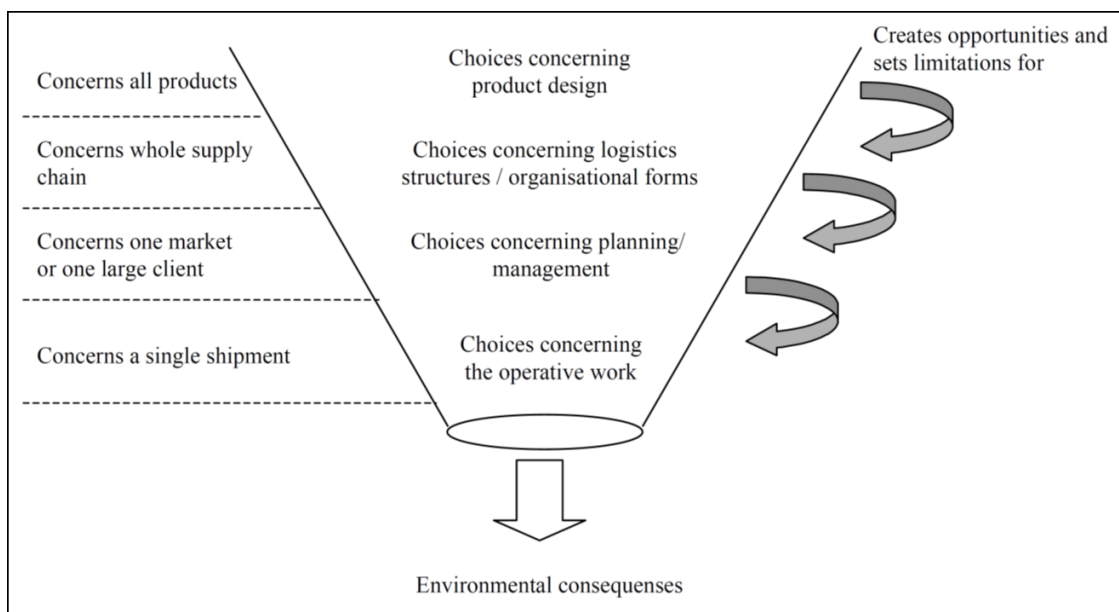 Creates opportunities and
sets limitations for
Concerns all products
Choices concerning
product design
Concerns whole supply
chain
Choices concerning logistics
structures / organisational forms
Concerns one market
or one large client
Choices concerning planning/
management
Concerns a single shipment
Choices concerning
the operative work
Environmental consequenses